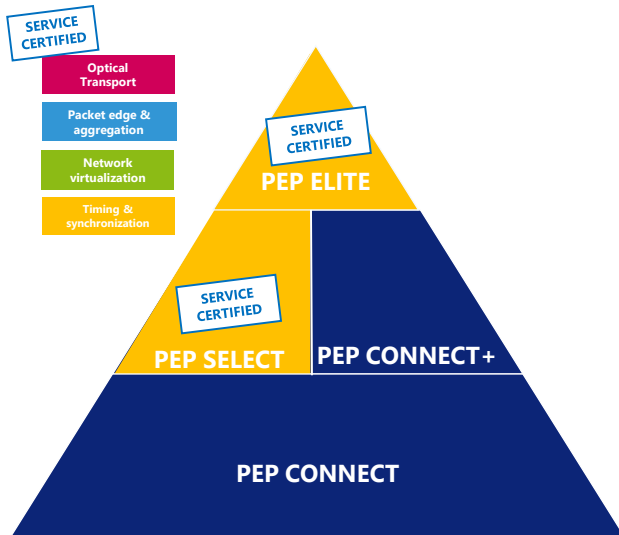 SERVICE
CERTIFIED
Optical
Transport
Packet edge &
aggregation
Network
virtualization
Timing &
synchronization
SERVICE
CERTIFIED
PEP ELITE
SERVICE
CERTIFIED
PEP SELECT
PEP CONNECT+
PEP CONNECT